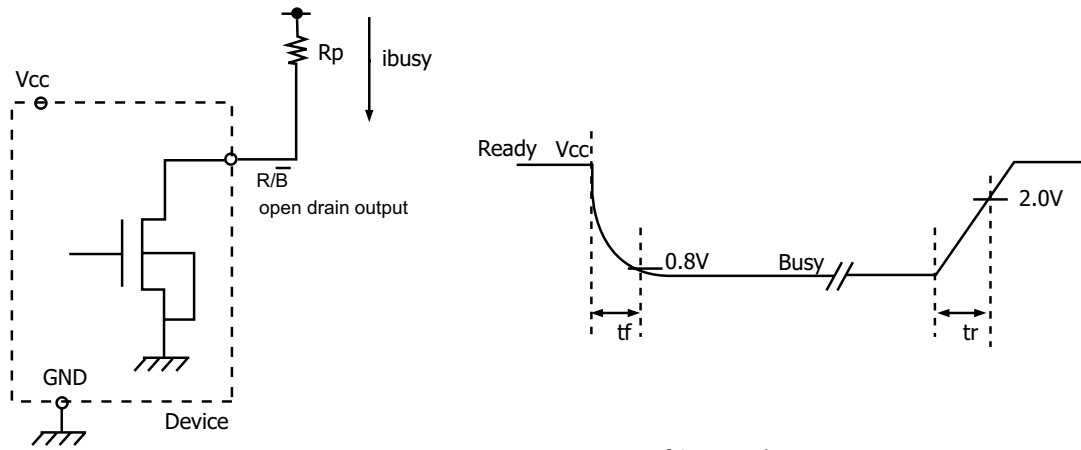 Rp
ibusy
Vcc
R/B̅
open drain output
GND
Device
Ready Vcc
0.8V
Busy
2.0V
tf
tr